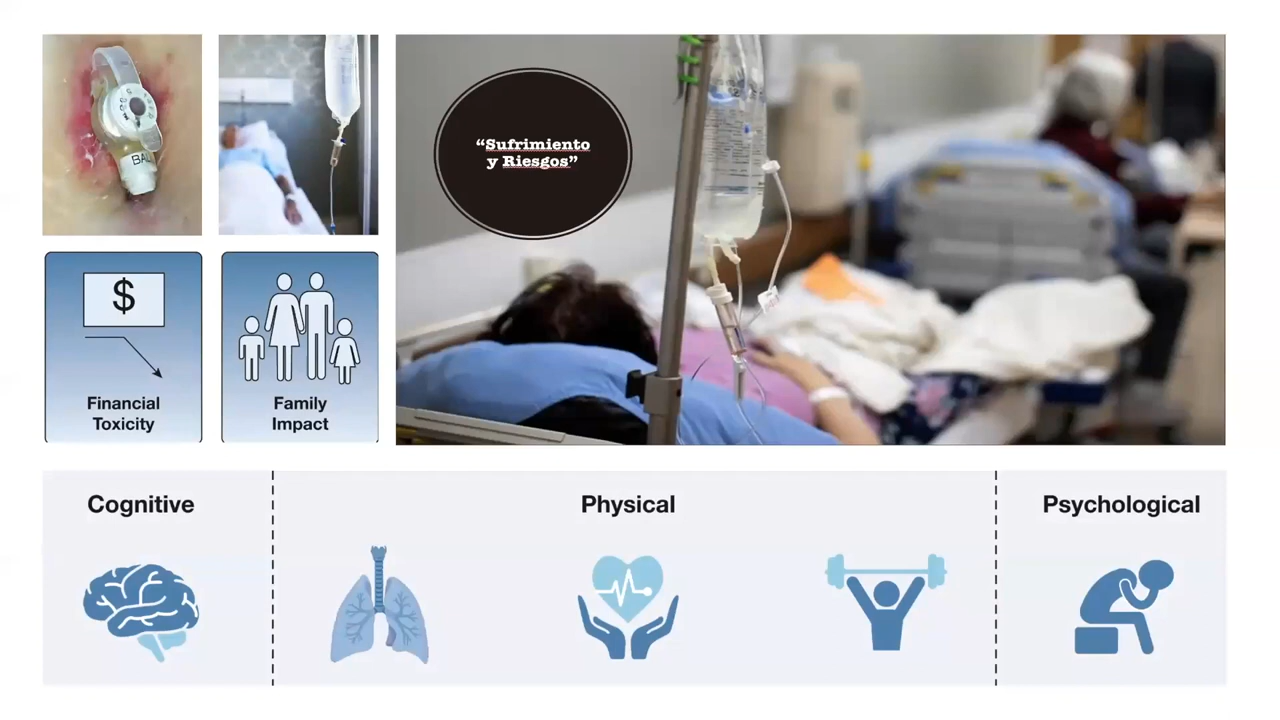 BAL
“Sufrimiento
y Riesgos”
$
Financial
Toxicity
Family
Impact
Cognitive
Physical
Psychological